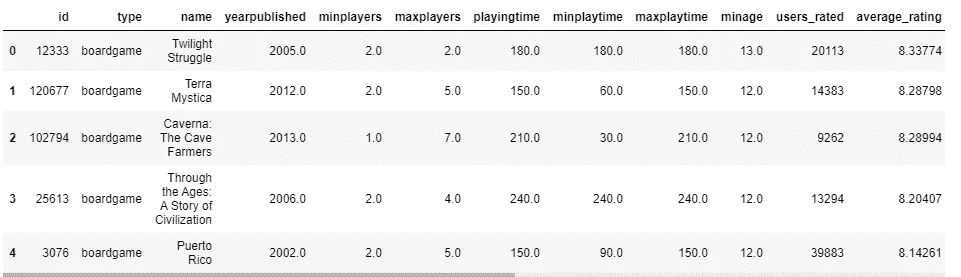 id type name yearpublished minplayers maxplayers playingtime minplaytime maxplaytime minage users_rated average_rating
0 12333 boardgame Twilight Struggle 2005.0 2.0 2.0 180.0 180.0 180.0 13.0 20113 8.33774
1 120677 boardgame Terra Mystica 2012.0 2.0 5.0 150.0 60.0 150.0 12.0 14383 8.28798
2 102794 boardgame Caverna: The Cave Farmers 2013.0 1.0 7.0 210.0 30.0 210.0 12.0 9262 8.28994
3 25613 boardgame Through the Ages: A Story of Civilization 2006.0 2.0 4.0 240.0 240.0 240.0 12.0 13294 8.20407
4 3076 boardgame Puerto Rico 2002.0 2.0 5.0 150.0 90.0 150.0 12.0 39883 8.14261